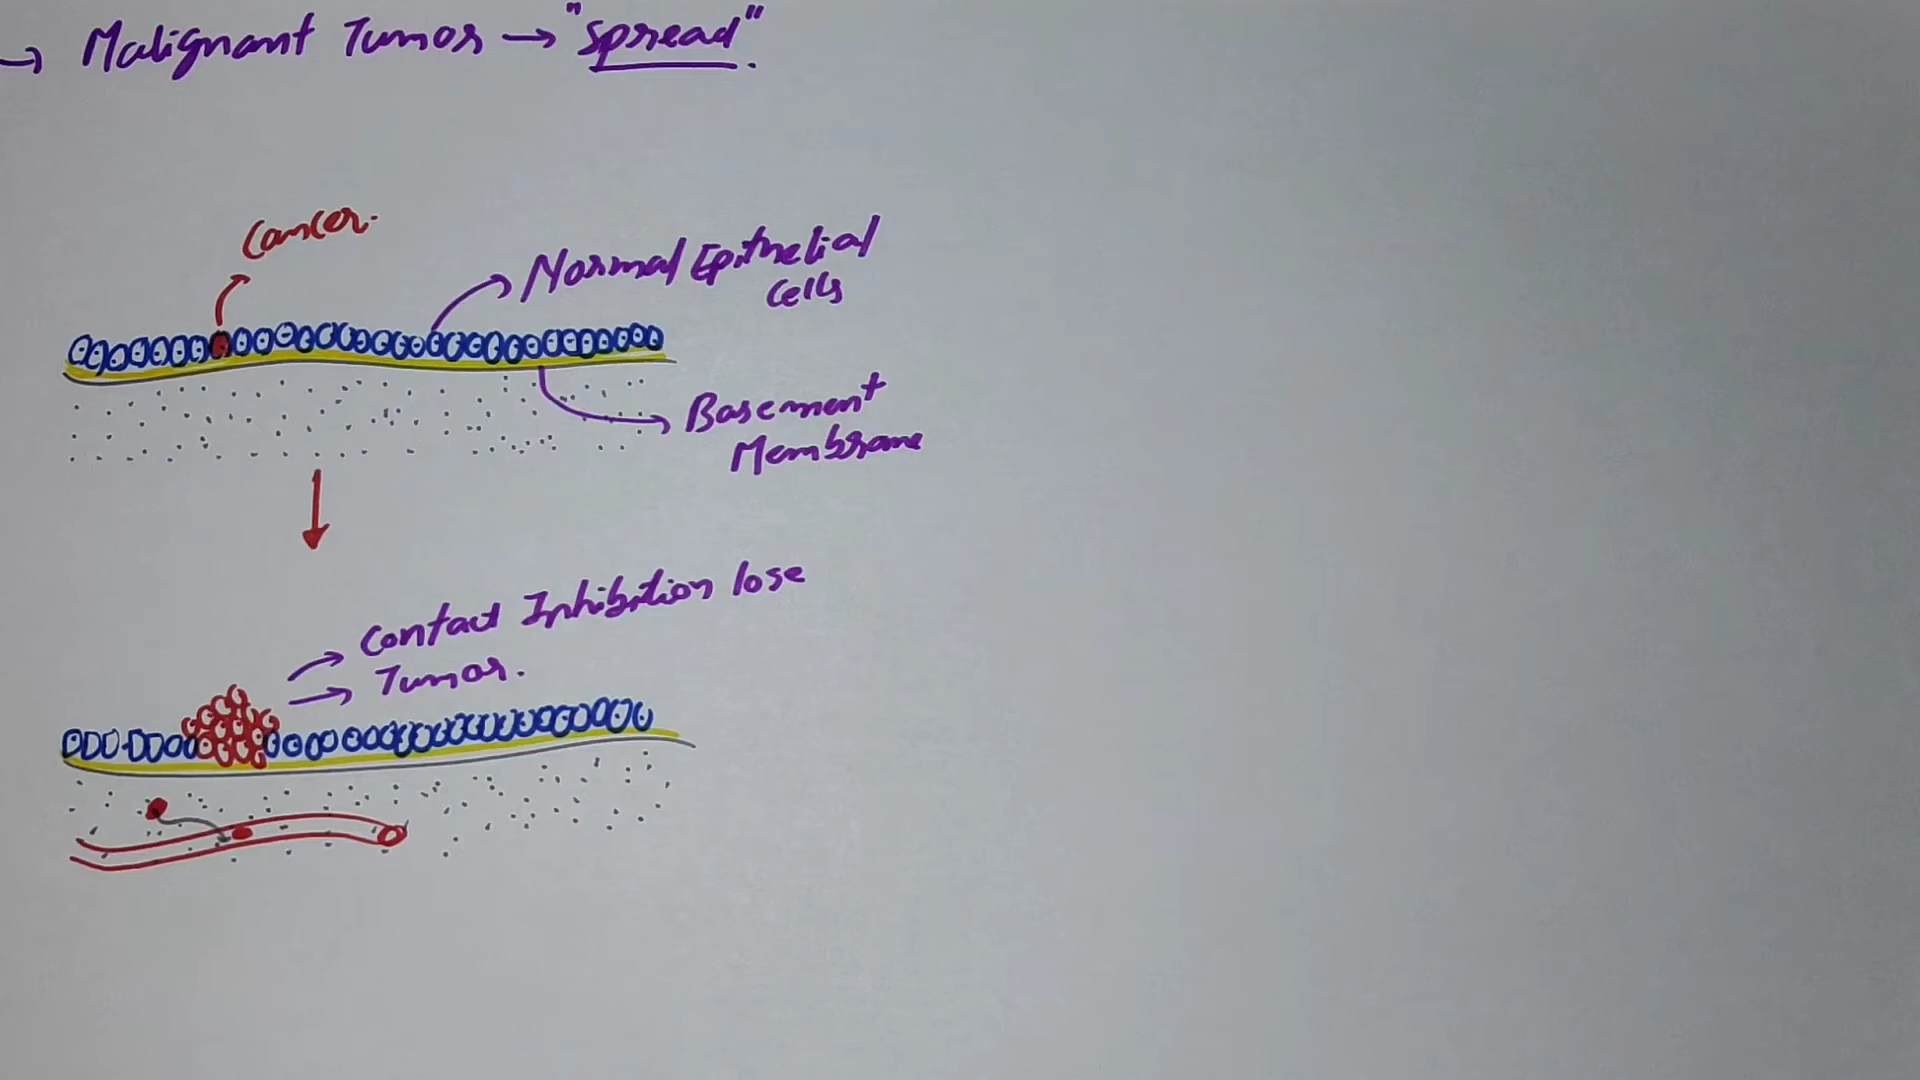 → Malignant Tumor → "Spread".
Cancer.
Normal Epithelial
Cells
Basement
Membrane
Contact Inhibition lose
Tumor.